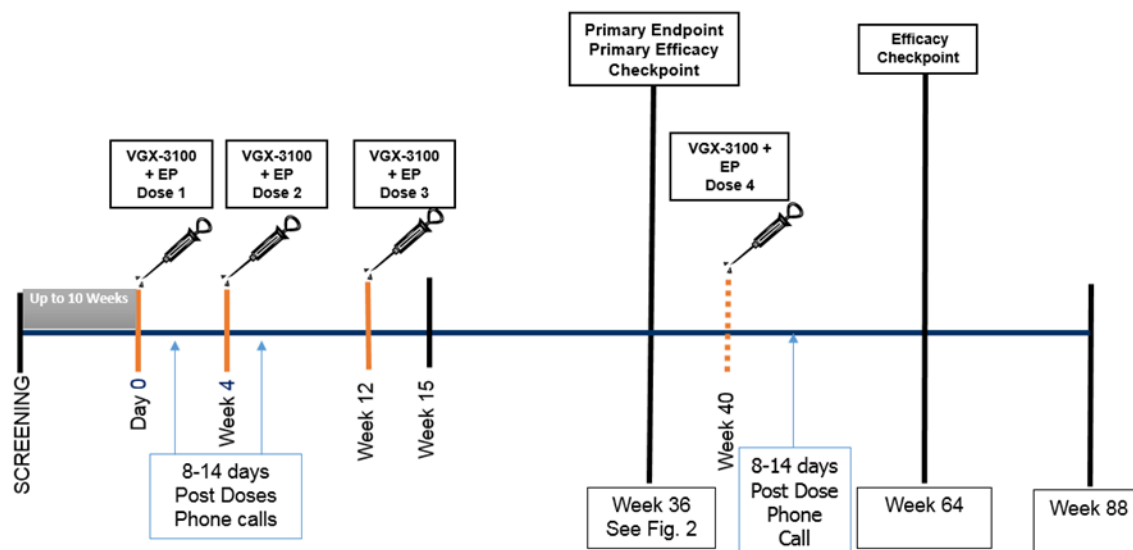 Primary Endpoint
Primary Efficacy
Checkpoint
Efficacy
Checkpoint
VGX-3100
+ EP
Dose 1
VGX-3100
+ EP
Dose 2
VGX-3100
+ EP
Dose 3
VGX-3100 +
EP
Dose 4
Up to 10 Weeks
SCREENING
Day 0
Week 4
Week 12
Week 15
Week 40
8-14 days
Post Doses
Phone calls
Week 36
See Fig. 2
8-14 days
Post Dose
Phone
Call
Week 64
Week 88